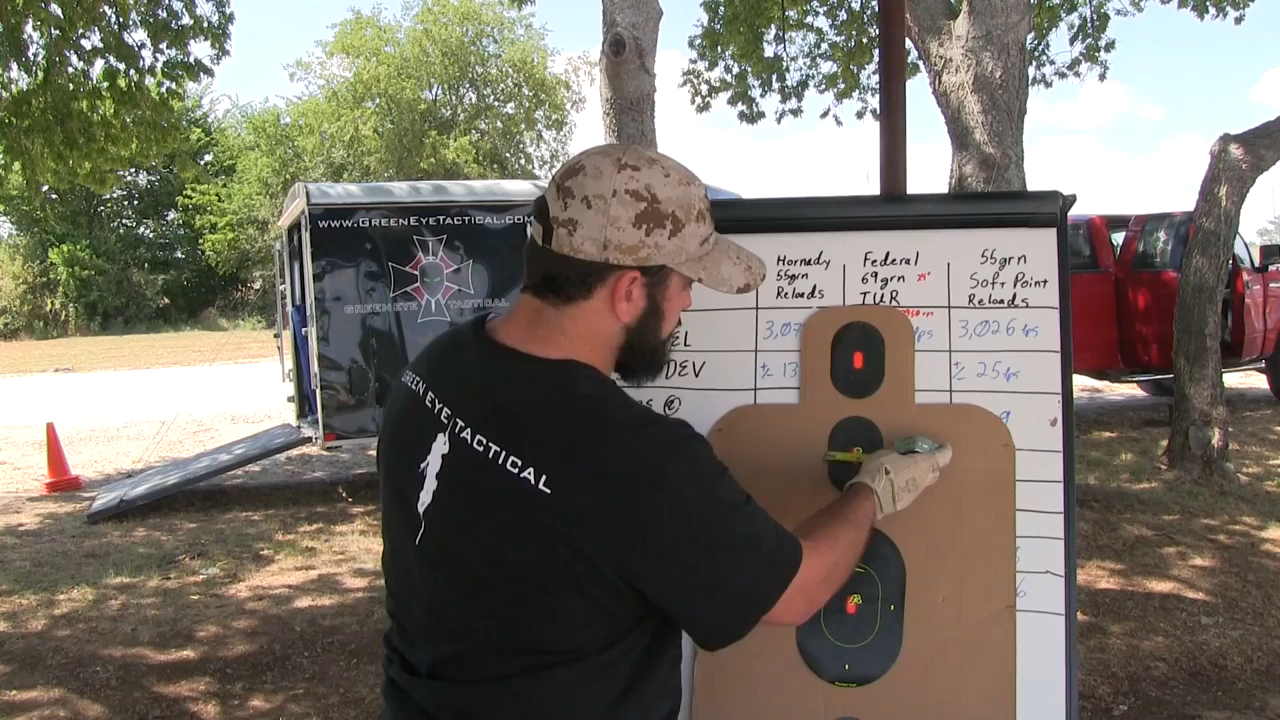 www.GreenEyeTactical.com
GREEN EYE TACTICAL
GREEN EYE TACTICAL
Hornady
55grn
Reloads
Federal
69grn
TUR
55grn
Soft Point
Reloads
EL
3,07
ps
3,026 fps
DEV
+/- 13
+/- 25 fps